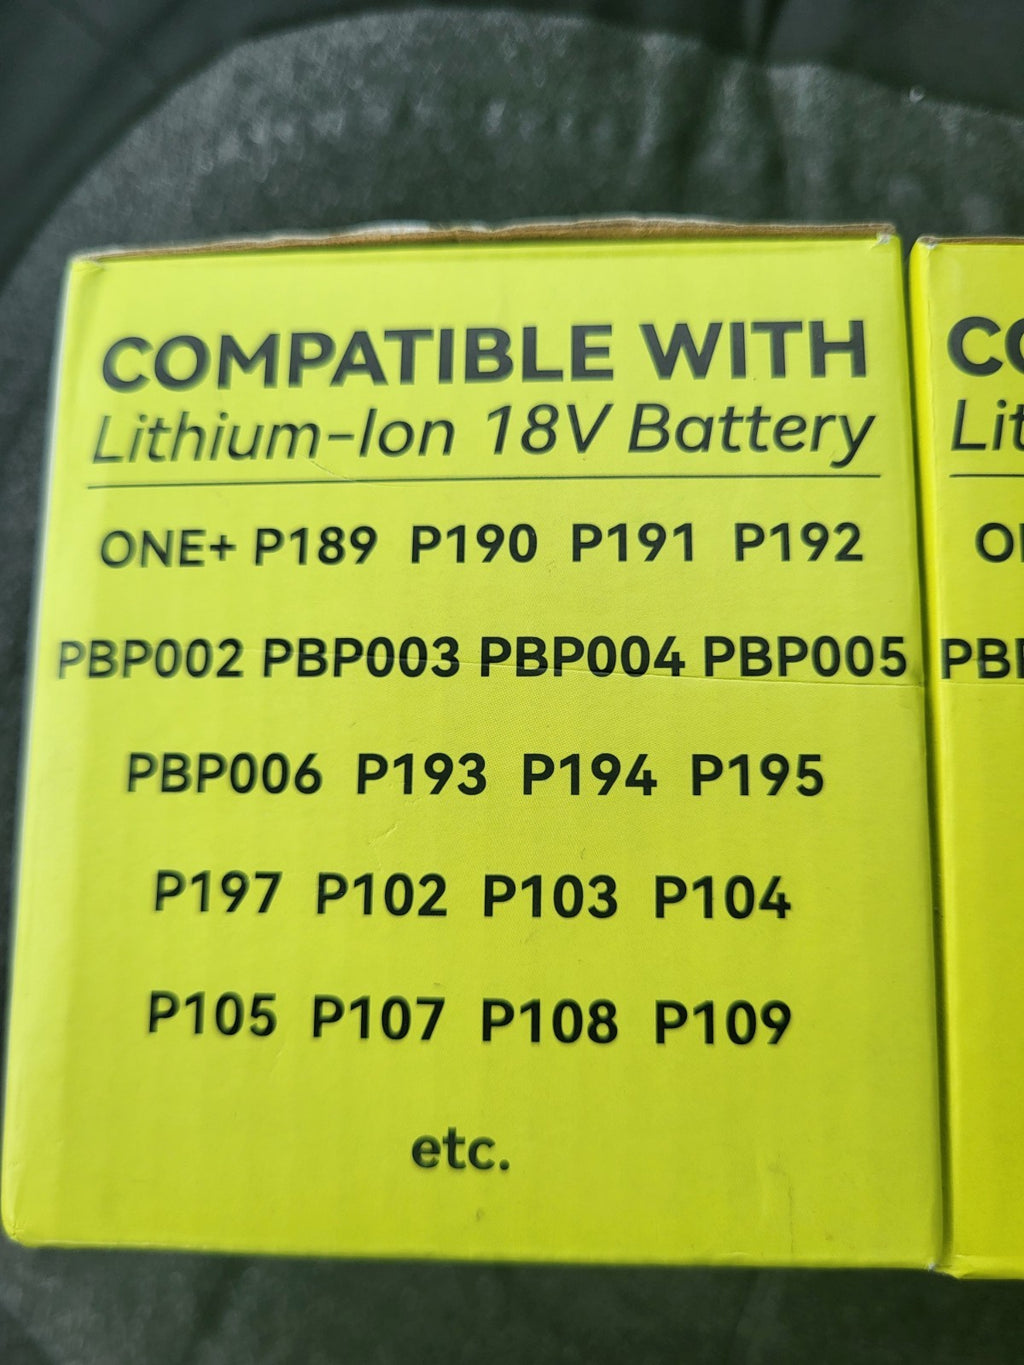 COMPATIBLE WITH
Lithium-Ion 18V Battery
ONE+ P189 P190 P191 P192
PBP002 PBP003 PBP004 PBP005
PBP006 P193 P194 P195
P197 P102 P103 P104
P105 P107 P108 P109
etc.